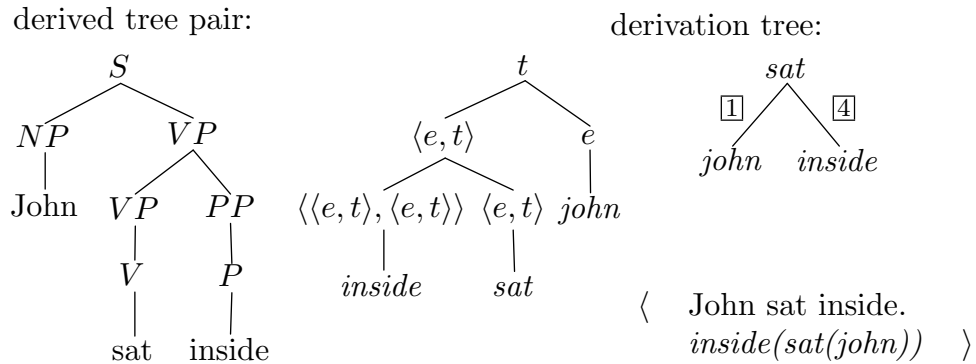 derived tree pair:
derivation tree:
S
t
sat
NP VP
⟨e, t⟩ e
1 4
john inside
John VP PP
⟨⟨e, t⟩, ⟨e, t⟩⟩ ⟨e, t⟩ john
V P
inside sat
sat inside
⟨ John sat inside.
inside(sat(john)) ⟩